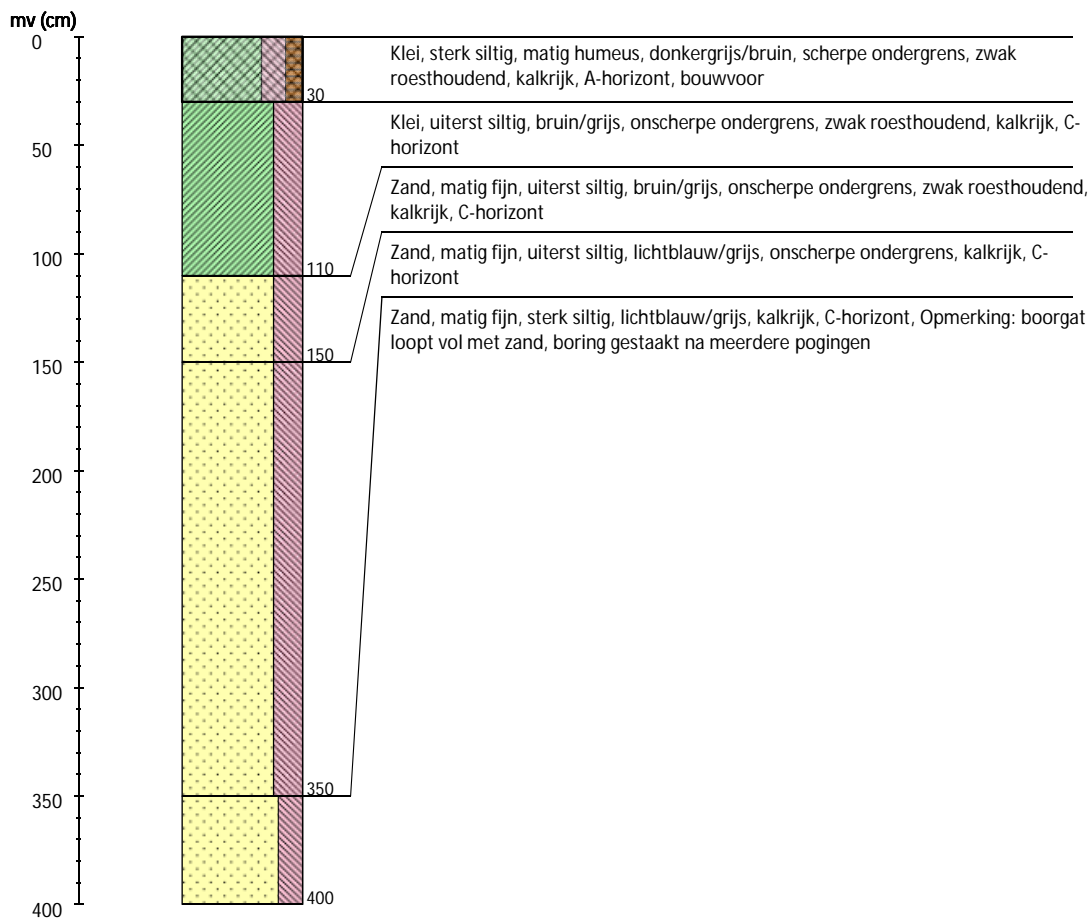 mv (cm)
0
Klei, sterk siltig, matig humeus, donkergrijs/bruin, scherpe ondergrens, zwak
roesthoudend, kalkrijk, A-horizont, bouwvoor
30
Klei, uiterst siltig, bruin/grijs, onscherpe ondergrens, zwak roesthoudend, kalkrijk, C-
horizont
50
Zand, matig fijn, uiterst siltig, bruin/grijs, onscherpe ondergrens, zwak roesthoudend,
kalkrijk, C-horizont
100
110
Zand, matig fijn, uiterst siltig, lichtblauw/grijs, onscherpe ondergrens, kalkrijk, C-
horizont
Zand, matig fijn, sterk siltig, lichtblauw/grijs, kalkrijk, C-horizont, Opmerking: boorgat
loopt vol met zand, boring gestaakt na meerdere pogingen
150
150
200
250
300
350
350
400
400